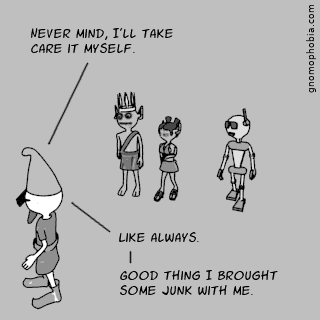 NEVER MIND, I'LL TAKE
CARE IT MYSELF.
LIKE ALWAYS.
GOOD THING I BROUGHT
SOME JUNK WITH ME.
gnomophobia.com